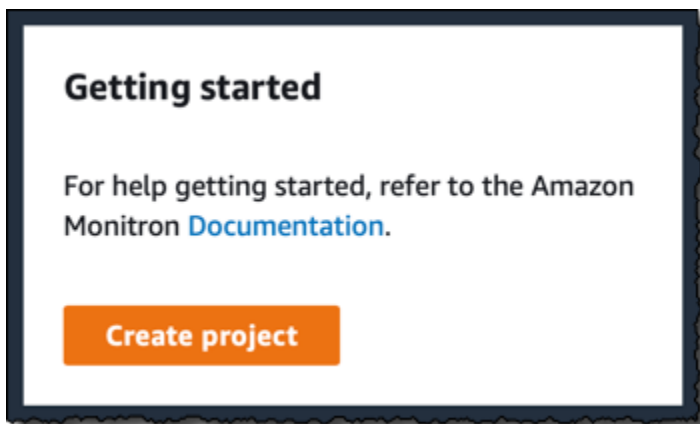 Getting started
For help getting started, refer to the Amazon
Monitron Documentation.
Create project